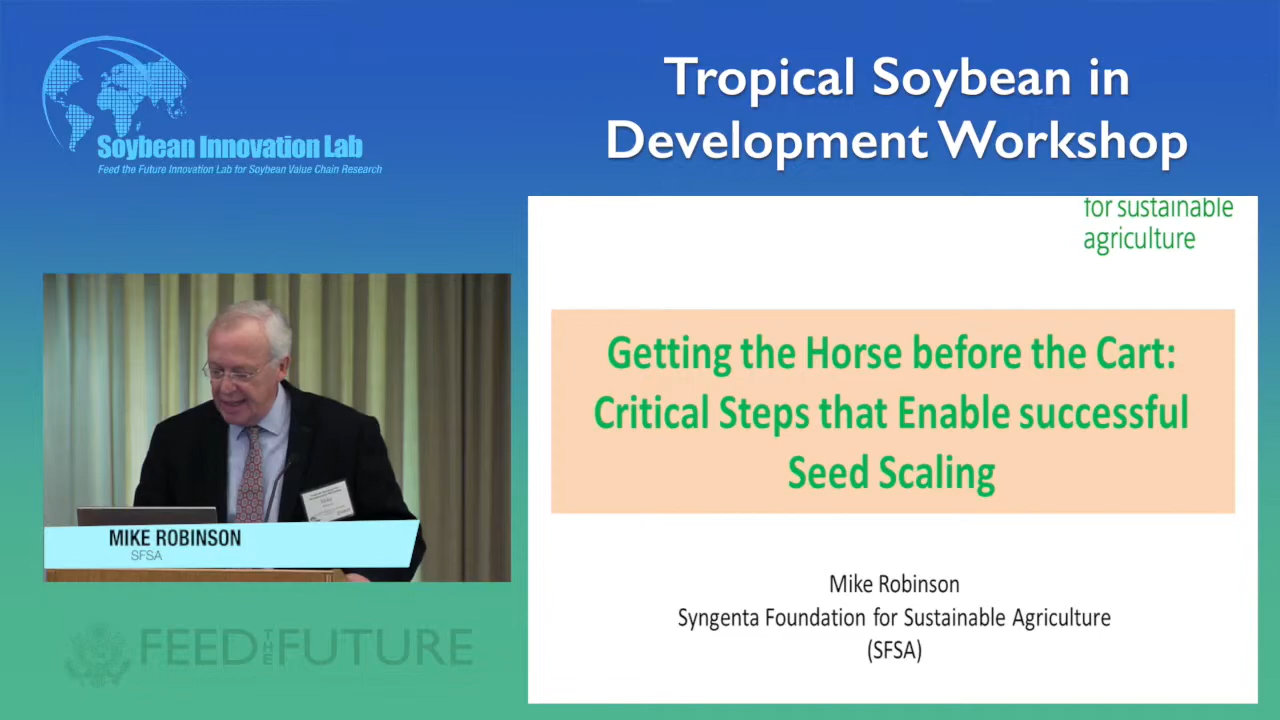 Soybean Innovation Lab
Feed the Future Innovation Lab for Soybean Value Chain Research
Tropical Soybean in
Development Workshop
for sustainable
agriculture
Getting the Horse before the Cart:
Critical Steps that Enable successful
Seed Scaling
Mike Robinson
Syngenta Foundation for Sustainable Agriculture
(SFSA)
MIKE ROBINSON
SFSA
FEED THE FUTURE